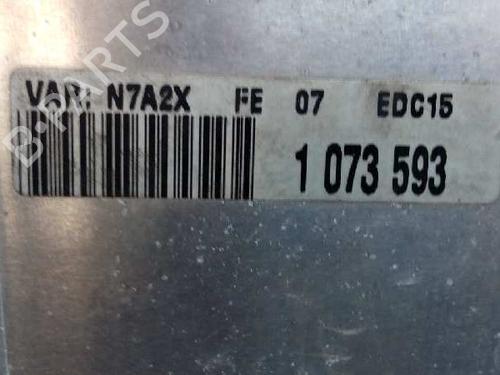 VAR: N7A2X FE 07 EDC15
1 073 593
B-PARTS